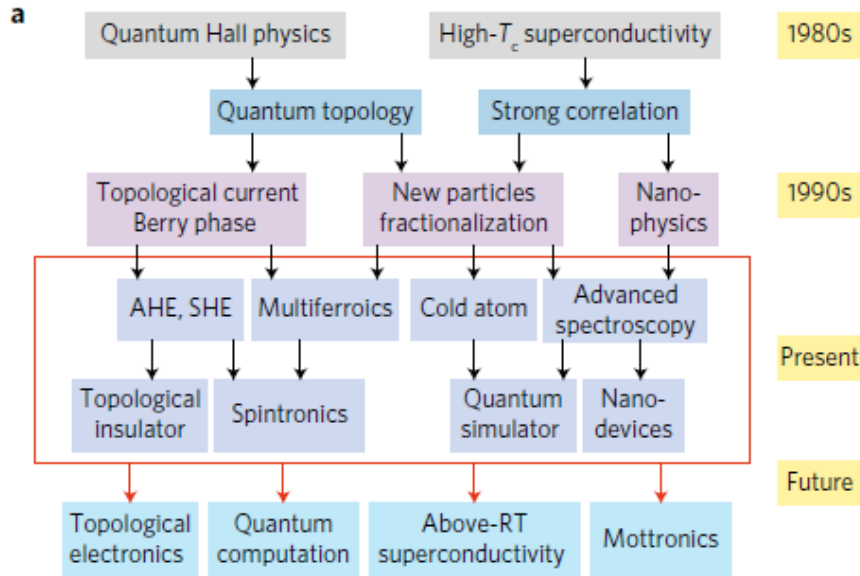 a
Quantum Hall physics
High-Tc superconductivity
1980s
Quantum topology
Strong correlation
Topological current
Berry phase
New particles
fractionalization
Nano-
physics
1990s
AHE, SHE
Multiferroics
Cold atom
Advanced
spectroscopy
Present
Topological
insulator
Spintronics
Quantum
simulator
Nano-
devices
Future
Topological
electronics
Quantum
computation
Above-RT
superconductivity
Mottronics